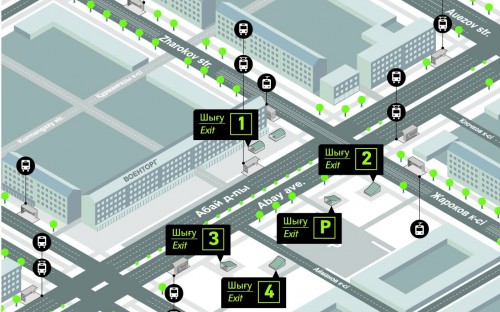 Zharokov str.
Auezov str.
Шығу
Exit
1
Шығу
Exit
2
ВОЕНТОРГ
Абай д-лы
Abay ave.
Жароков к-сі
Шығу
Exit
P
Шығу
Exit
3
Шығу
Exit
4